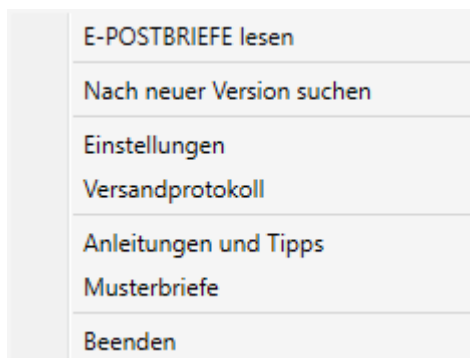 E-POSTBRIEFE lesen
Nach neuer Version suchen
Einstellungen
Versandprotokoll
Anleitungen und Tipps
Musterbriefe
Beenden